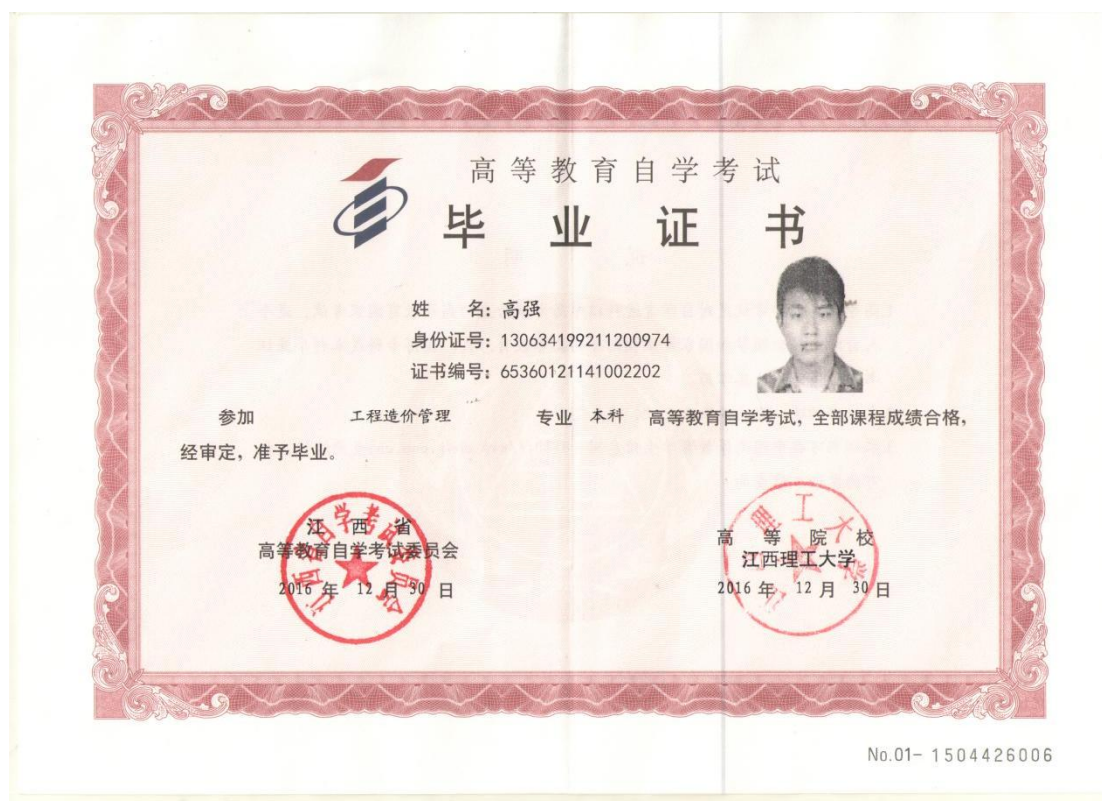 高等教育自学考试
毕业证书
姓 名：高强
身份证号：130634199211200974
证书编号：65360121141002202
参加 工程造价管理 专业 本科 高等教育自学考试，全部课程成绩合格，
经审定，准予毕业。
江西省
高等教育自学考试委员会
2016 年 12 月 30 日
高等院校
江西理工大学
2016 年 12 月 30 日
No.01- 1504426006